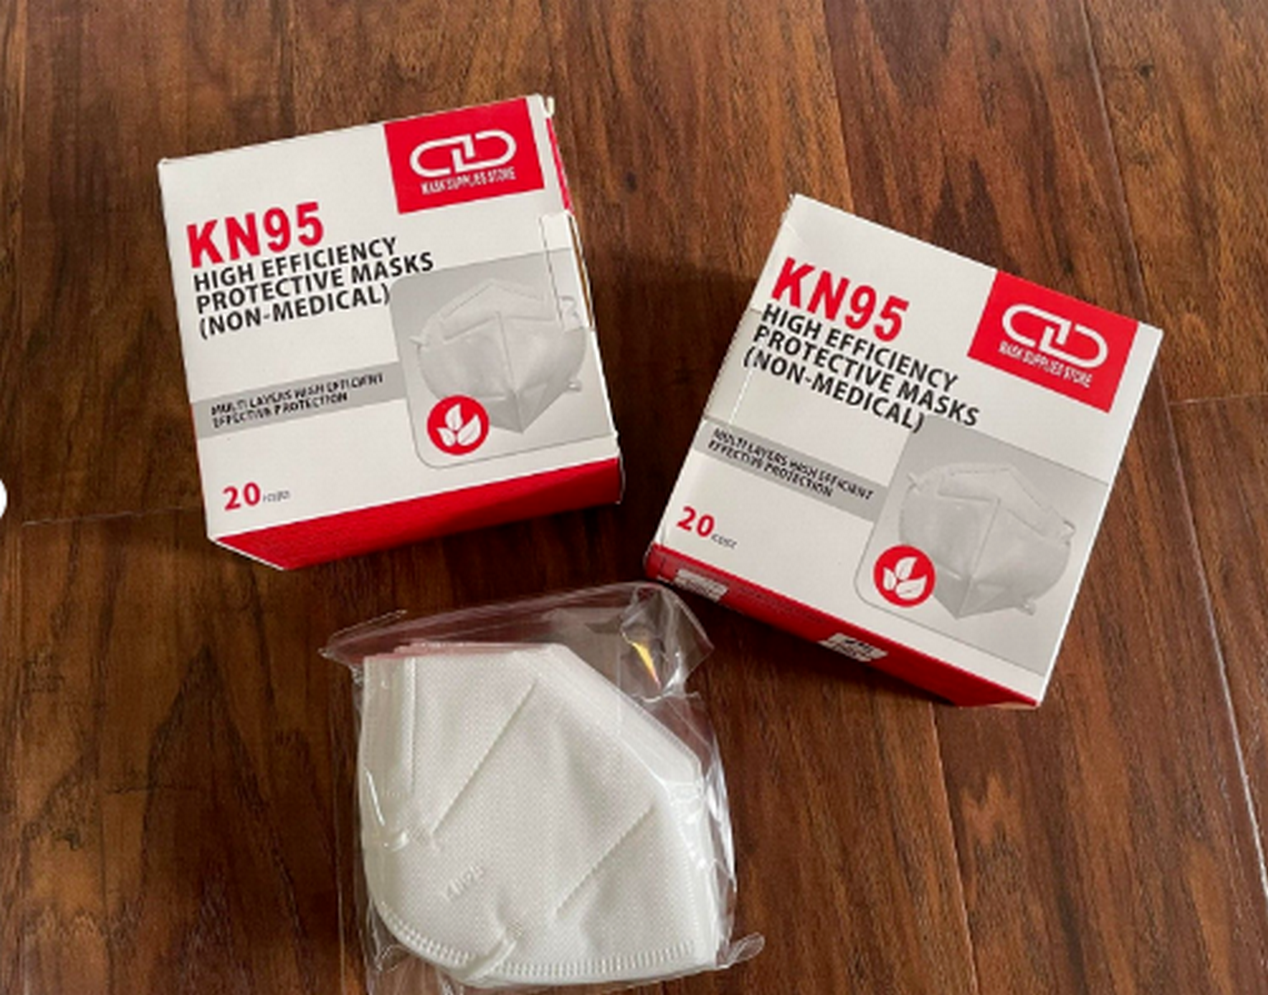 MASK SUPPLIES STORE
KN95
HIGH EFFICIENCY
PROTECTIVE MASKS
(NON-MEDICAL)
MULTI LAYERS HIGH EFFICIENT
EFFECTIVE PROTECTION
20
MASK SUPPLIES STORE
KN95
HIGH EFFICIENCY
PROTECTIVE MASKS
(NON-MEDICAL)
MULTI LAYERS HIGH EFFICIENT
EFFECTIVE PROTECTION
20
KN95